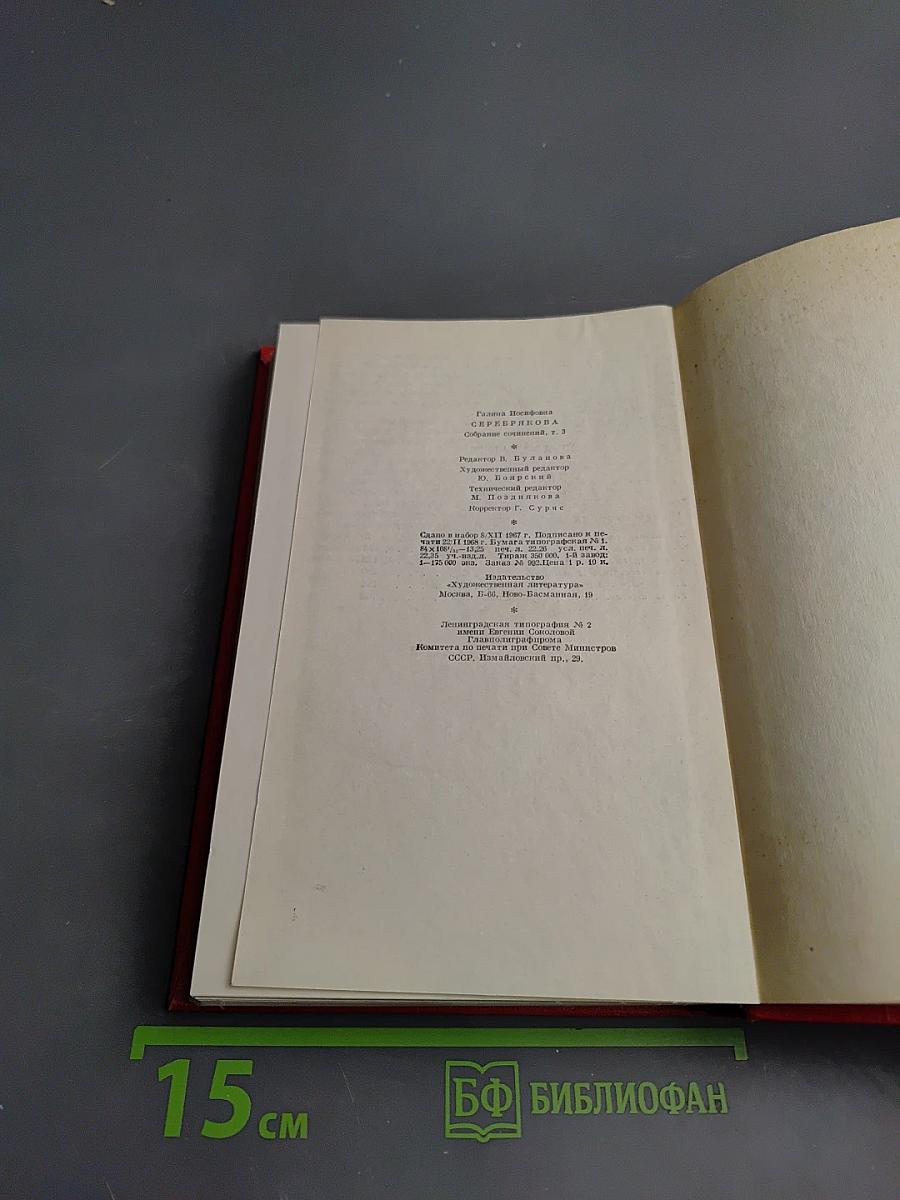 Галина Иосифовна
СЕРЕБРЯКОВА
Собрание сочинений, т. 3
*
Редактор В. Буланова
Художественный редактор
Ю. Боярский
Технический редактор
М. Позднякова
Корректор Г. Сурис
*
Сдано в набор 8/XII 1967 г. Подписано к пе-
чати 22/II 1968 г. Бумага типографская № 1.
84×108¹/₃₂—13,25 печ. л. 22,26 усл. печ. л.
22,35 уч.-изд.л. Тираж 350 000. 1-й завод:
1—175 000 экз. Заказ № 992.Цена 1 р. 10 к.
Издательство
«Художественная литература»
Москва, Б-66, Ново-Басманная, 19
*
Ленинградская типография № 2
имени Евгении Соколовой
Главполиграфпрома
Комитета по печати при Совете Министров
СССР, Измайловский пр., 29.
15 см
БФ БИБЛИОФАН